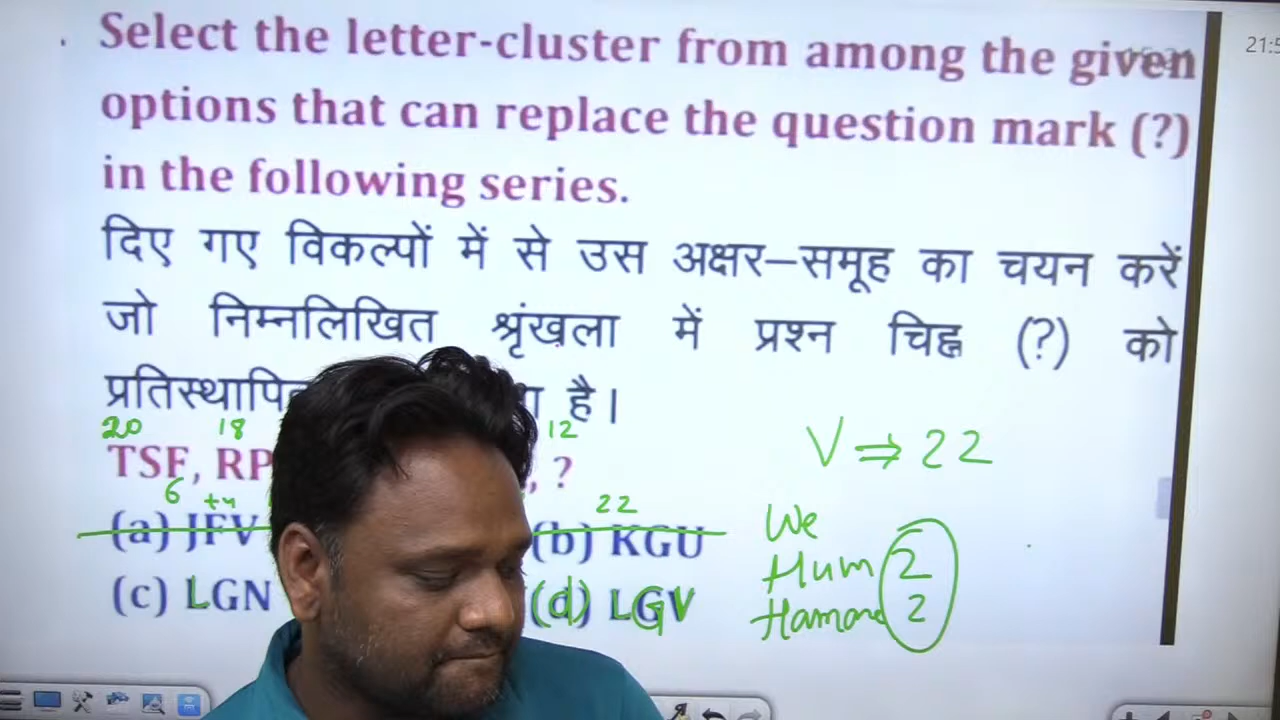 Select the letter-cluster from among the given
options that can replace the question mark (?)
in the following series.
दिए गए विकल्पों में से उस अक्षर–समूह का चयन करें
जो निम्नलिखित श्रृंखला में प्रश्न चिह्न (?) को
है।
20 18 12
TSF, RP , ?
6 +4 22
(a) JFV (b) KGU
(c) LGN (d) LGV
V ⇒ 22
We
Hum 2
2
21:5